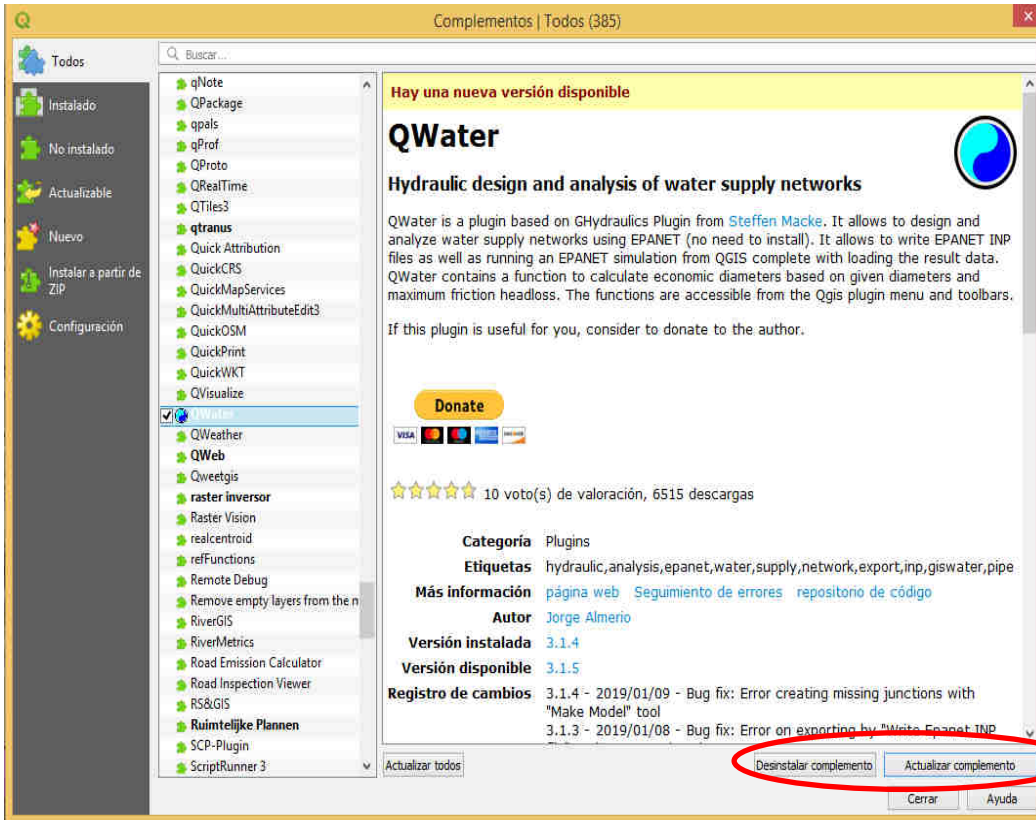 Complementos | Todos (385)
x
Todos
Instalado
No instalado
Actualizable
Nuevo
Instalar a partir de
ZIP
Configuración
Buscar...
qNote
QPackage
qpals
qProf
QProto
QRealTime
QTiles3
qtranus
Quick Attribution
QuickCRS
QuickMapServices
QuickMultiAttributeEdit3
QuickOSM
QuickPrint
QuickWKT
QVisualize
QWater
QWeather
QWeb
Qweetgis
raster inversor
Raster Vision
realcentroid
refFunctions
Remote Debug
Remove empty layers from the n
RiverGIS
RiverMetrics
Road Emission Calculator
Road Inspection Viewer
RS&GIS
Ruimtelijke Plannen
SCP-Plugin
ScriptRunner 3
Hay una nueva versión disponible
QWater
Hydraulic design and analysis of water supply networks
QWater is a plugin based on GHydraulics Plugin from Steffen Macke. It allows to design and
analyze water supply networks using EPANET (no need to install). It allows to write EPANET INP
files as well as running an EPANET simulation from QGIS complete with loading the result data.
QWater contains a function to calculate economic diameters based on given diameters and
maximum friction headloss. The functions are accessible from the Qgis plugin menu and toolbars.
If this plugin is useful for you, consider to donate to the author.
Donate
VISA
10 voto(s) de valoración, 6515 descargas
Categoría Plugins
Etiquetas hydraulic,analysis,epanet,water,supply,network,export,inp,giswater,pipe
Más información página web Seguimiento de errores repositorio de código
Autor Jorge Almerio
Versión instalada 3.1.4
Versión disponible 3.1.5
Registro de cambios 3.1.4 - 2019/01/09 - Bug fix: Error creating missing junctions with
"Make Model" tool
3.1.3 - 2019/01/08 - Bug fix: Error on exporting by "Write Epanet INP
Actualizar todos
Desinstalar complemento
Actualizar complemento
Cerrar
Ayuda